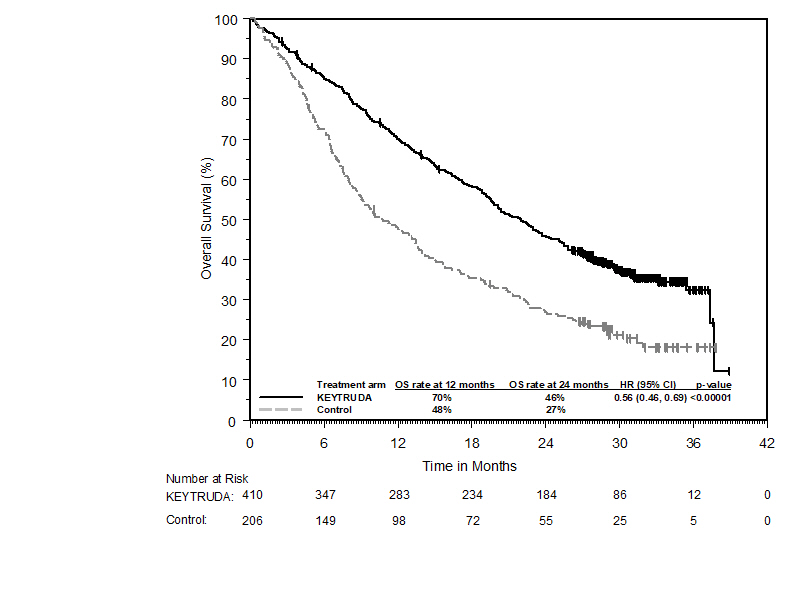 100
90
80
70
60
50
40
30
20
10
0
Overall Survival (%)
Treatment arm OS rate at 12 months OS rate at 24 months HR (95% CI) p-value
KEYTRUDA 70% 46% 0.56 (0.46, 0.69) <0.00001
Control 48% 27%
0 6 12 18 24 30 36 42
Time in Months
Number at Risk
KEYTRUDA: 410 347 283 234 184 86 12 0
Control: 206 149 98 72 55 25 5 0